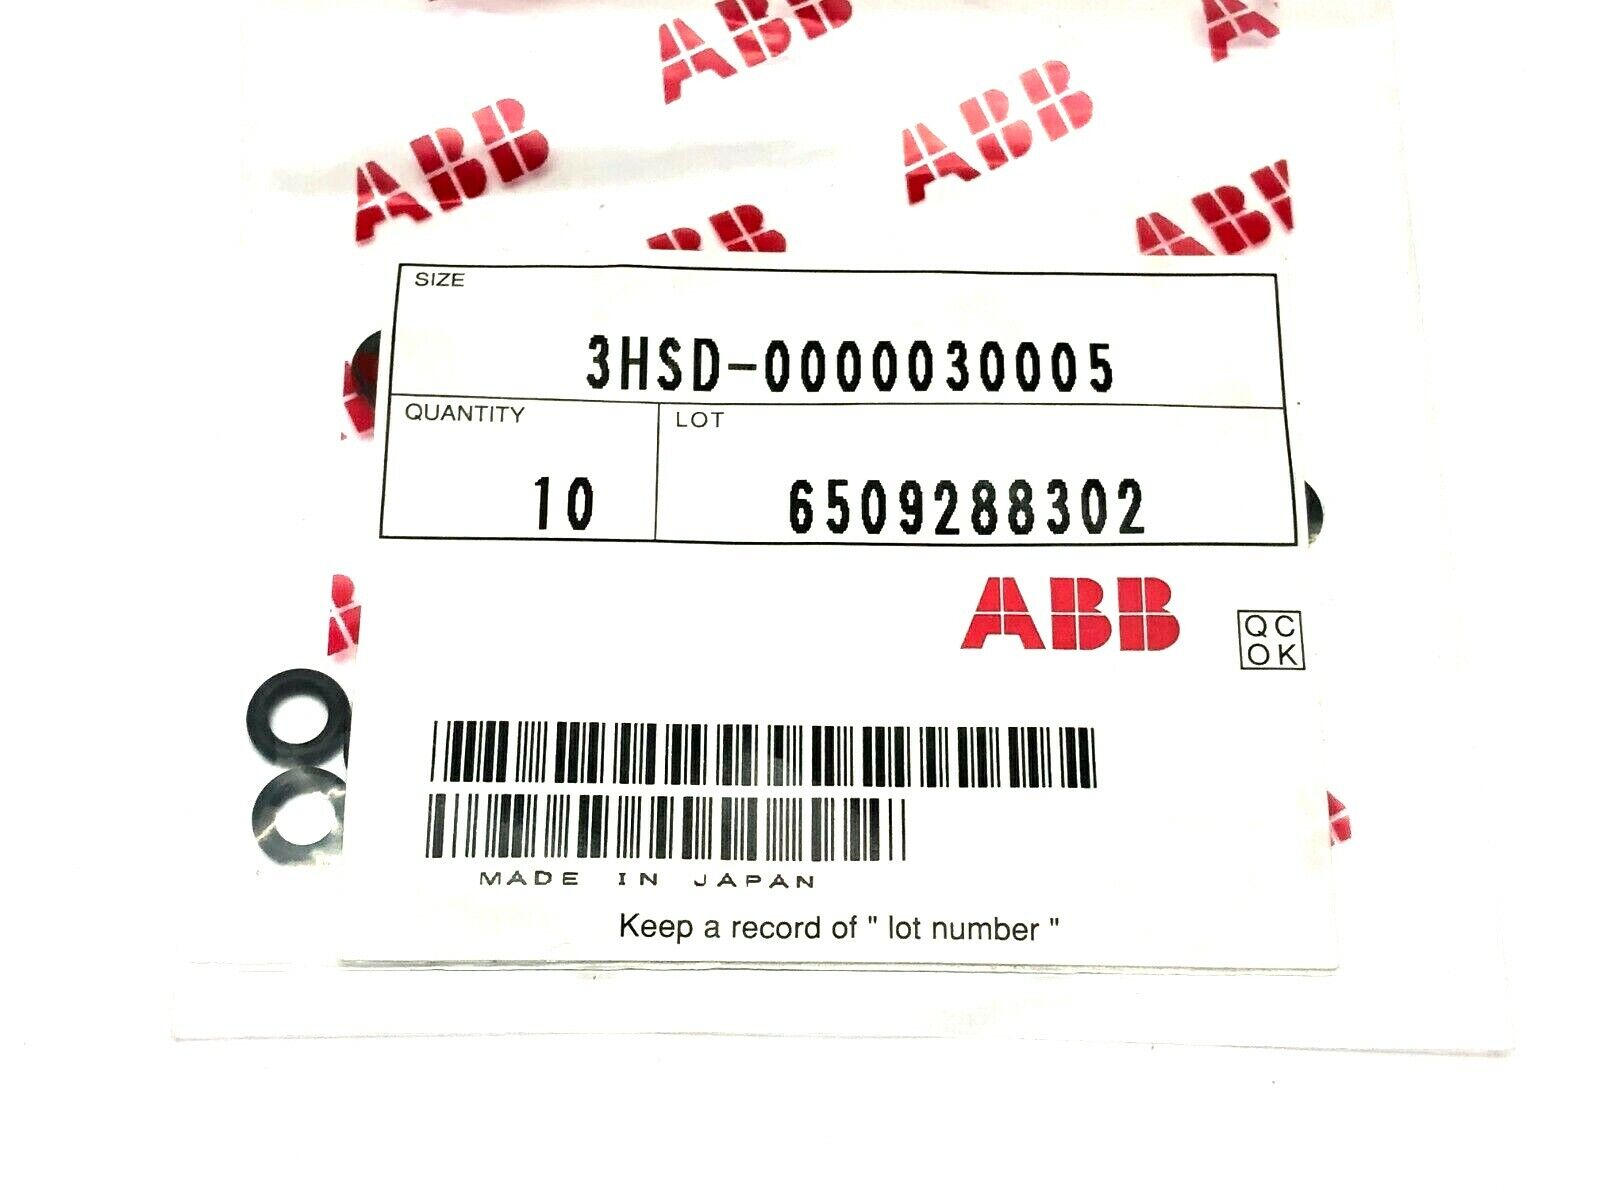 ABB
ABB
ABB
ABB
ABB
SIZE
3HSD-0000030005
QUANTITY
LOT
10
6509288302
ABB
QC
OK
MADE IN JAPAN
Keep a record of " lot number "